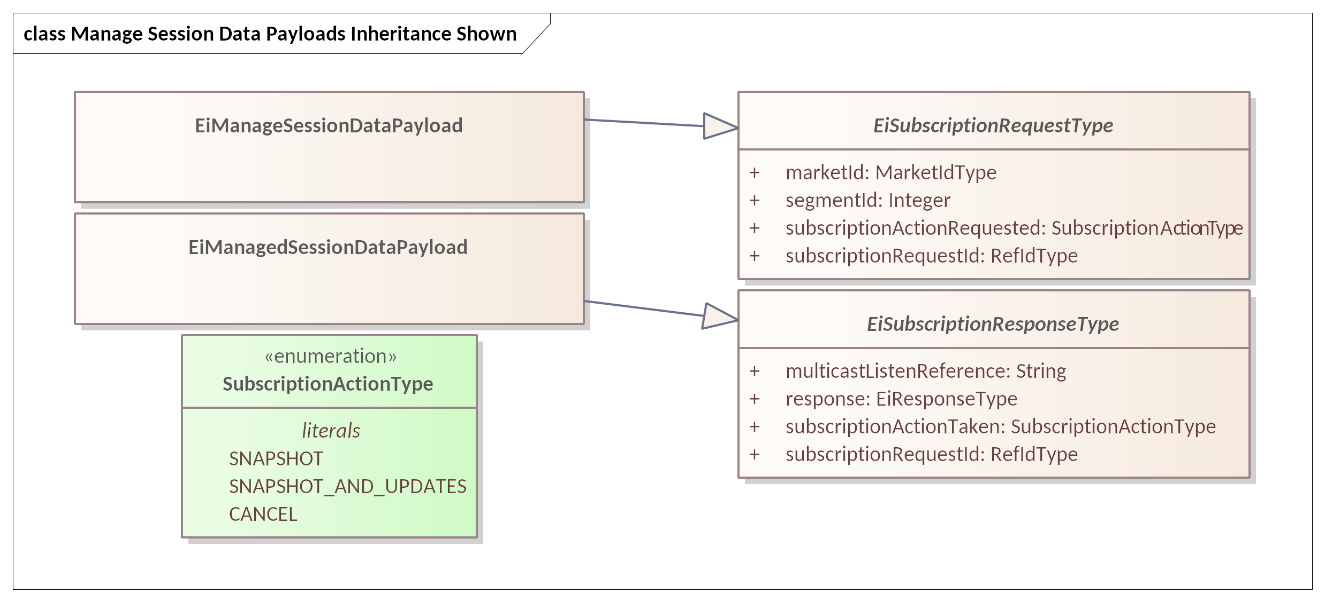 class Manage Session Data Payloads Inheritance Shown
EiManageSessionDataPayload
EiManagedSessionDataPayload
«enumeration»
SubscriptionActionType
literals
SNAPSHOT
SNAPSHOT_AND_UPDATES
CANCEL
EiSubscriptionRequestType
+ marketId: MarketIdType
+ segmentId: Integer
+ subscriptionActionRequested: SubscriptionActionType
+ subscriptionRequestId: RefIdType
EiSubscriptionResponseType
+ multicastListenReference: String
+ response: EiResponseType
+ subscriptionActionTaken: SubscriptionActionType
+ subscriptionRequestId: RefIdType